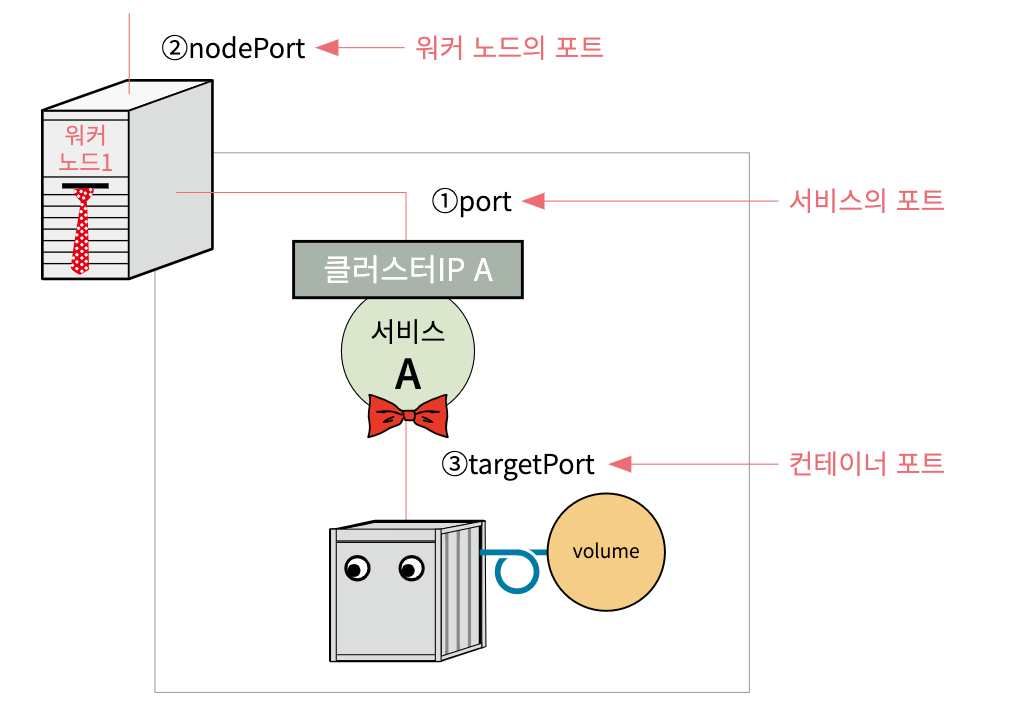 ②nodePort
워커 노드의 포트
워커
노드1
①port
서비스의 포트
클러스터IP A
서비스
A
③targetPort
컨테이너 포트
volume